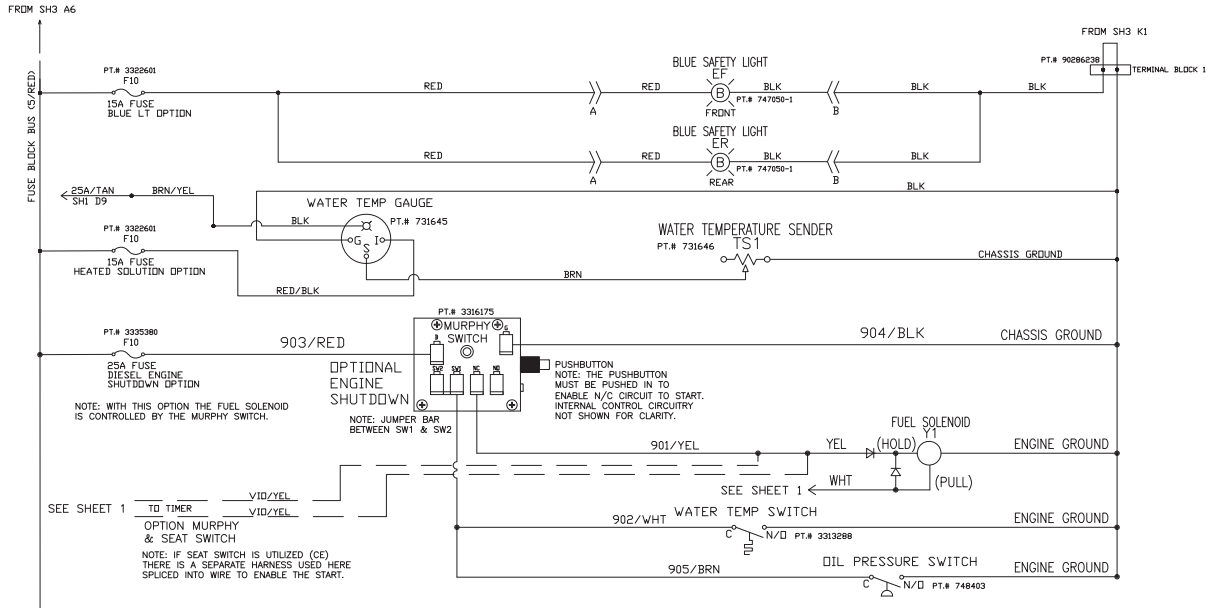 FROM SH3 A6
FROM SH3 K1
PT.# 90286238
TERMINAL BLOCK 1
FUSE BLOCK BUS (5/RED)
PT.# 3322601
F10
15A FUSE
BLUE LT OPTION
RED
A
RED
BLUE SAFETY LIGHT
EF
B
PT.# 747050-1
FRONT
BLK
B
BLK
BLK
RED
A
RED
BLUE SAFETY LIGHT
ER
B
PT.# 747050-1
REAR
BLK
B
BLK
BLK
25A/TAN
SH1 D9
BRN/YEL
WATER TEMP GAUGE
BLK
PT.# 731645
G
I
S
PT.# 3322601
F10
15A FUSE
HEATED SOLUTION OPTION
RED/BLK
BRN
WATER TEMPERATURE SENDER
PT.# 731646
TS1
CHASSIS GROUND
PT.# 3335380
F10
25A FUSE
DIESEL ENGINE
SHUTDOWN OPTION
903/RED
PT.# 3316175
MURPHY
SWITCH
B
G
SW2
SW1
NC
NO
OPTIONAL
ENGINE
SHUTDOWN
904/BLK
CHASSIS GROUND
PUSHBUTTON
NOTE: THE PUSHBUTTON
MUST BE PUSHED IN TO
ENABLE N/C CIRCUIT TO START.
INTERNAL CONTROL CIRCUITRY
NOT SHOWN FOR CLARITY.
NOTE: WITH THIS OPTION THE FUEL SOLENOID
IS CONTROLLED BY THE MURPHY SWITCH.
NOTE: JUMPER BAR
BETWEEN SW1 & SW2
901/YEL
YEL
(HOLD)
FUEL SOLENOID
Y1
ENGINE GROUND
WHT
(PULL)
SEE SHEET 1
SEE SHEET 1
TO TIMER
VIO/YEL
VIO/YEL
OPTION MURPHY
& SEAT SWITCH
NOTE: IF SEAT SWITCH IS UTILIZED (CE)
THERE IS A SEPARATE HARNESS USED HERE
SPLICED INTO WIRE TO ENABLE THE START.
902/WHT
WATER TEMP SWITCH
C
N/O
PT.# 3313288
ENGINE GROUND
905/BRN
OIL PRESSURE SWITCH
C
N/O
PT.# 748403
ENGINE GROUND